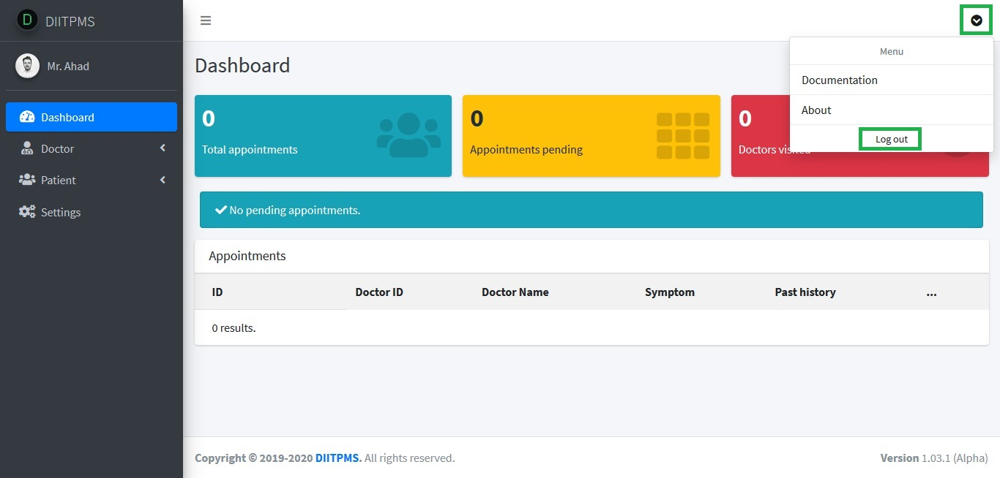 D DIITPMS
Mr. Ahad
Dashboard
Doctor
Patient
Settings
Menu
Documentation
About
Log out
Dashboard
0
Total appointments
0
Appointments pending
0
Doctors visited
No pending appointments.
Appointments
ID Doctor ID Doctor Name Symptom Past history ...
0 results.
Copyright © 2019-2020 DIITPMS. All rights reserved. Version 1.03.1 (Alpha)